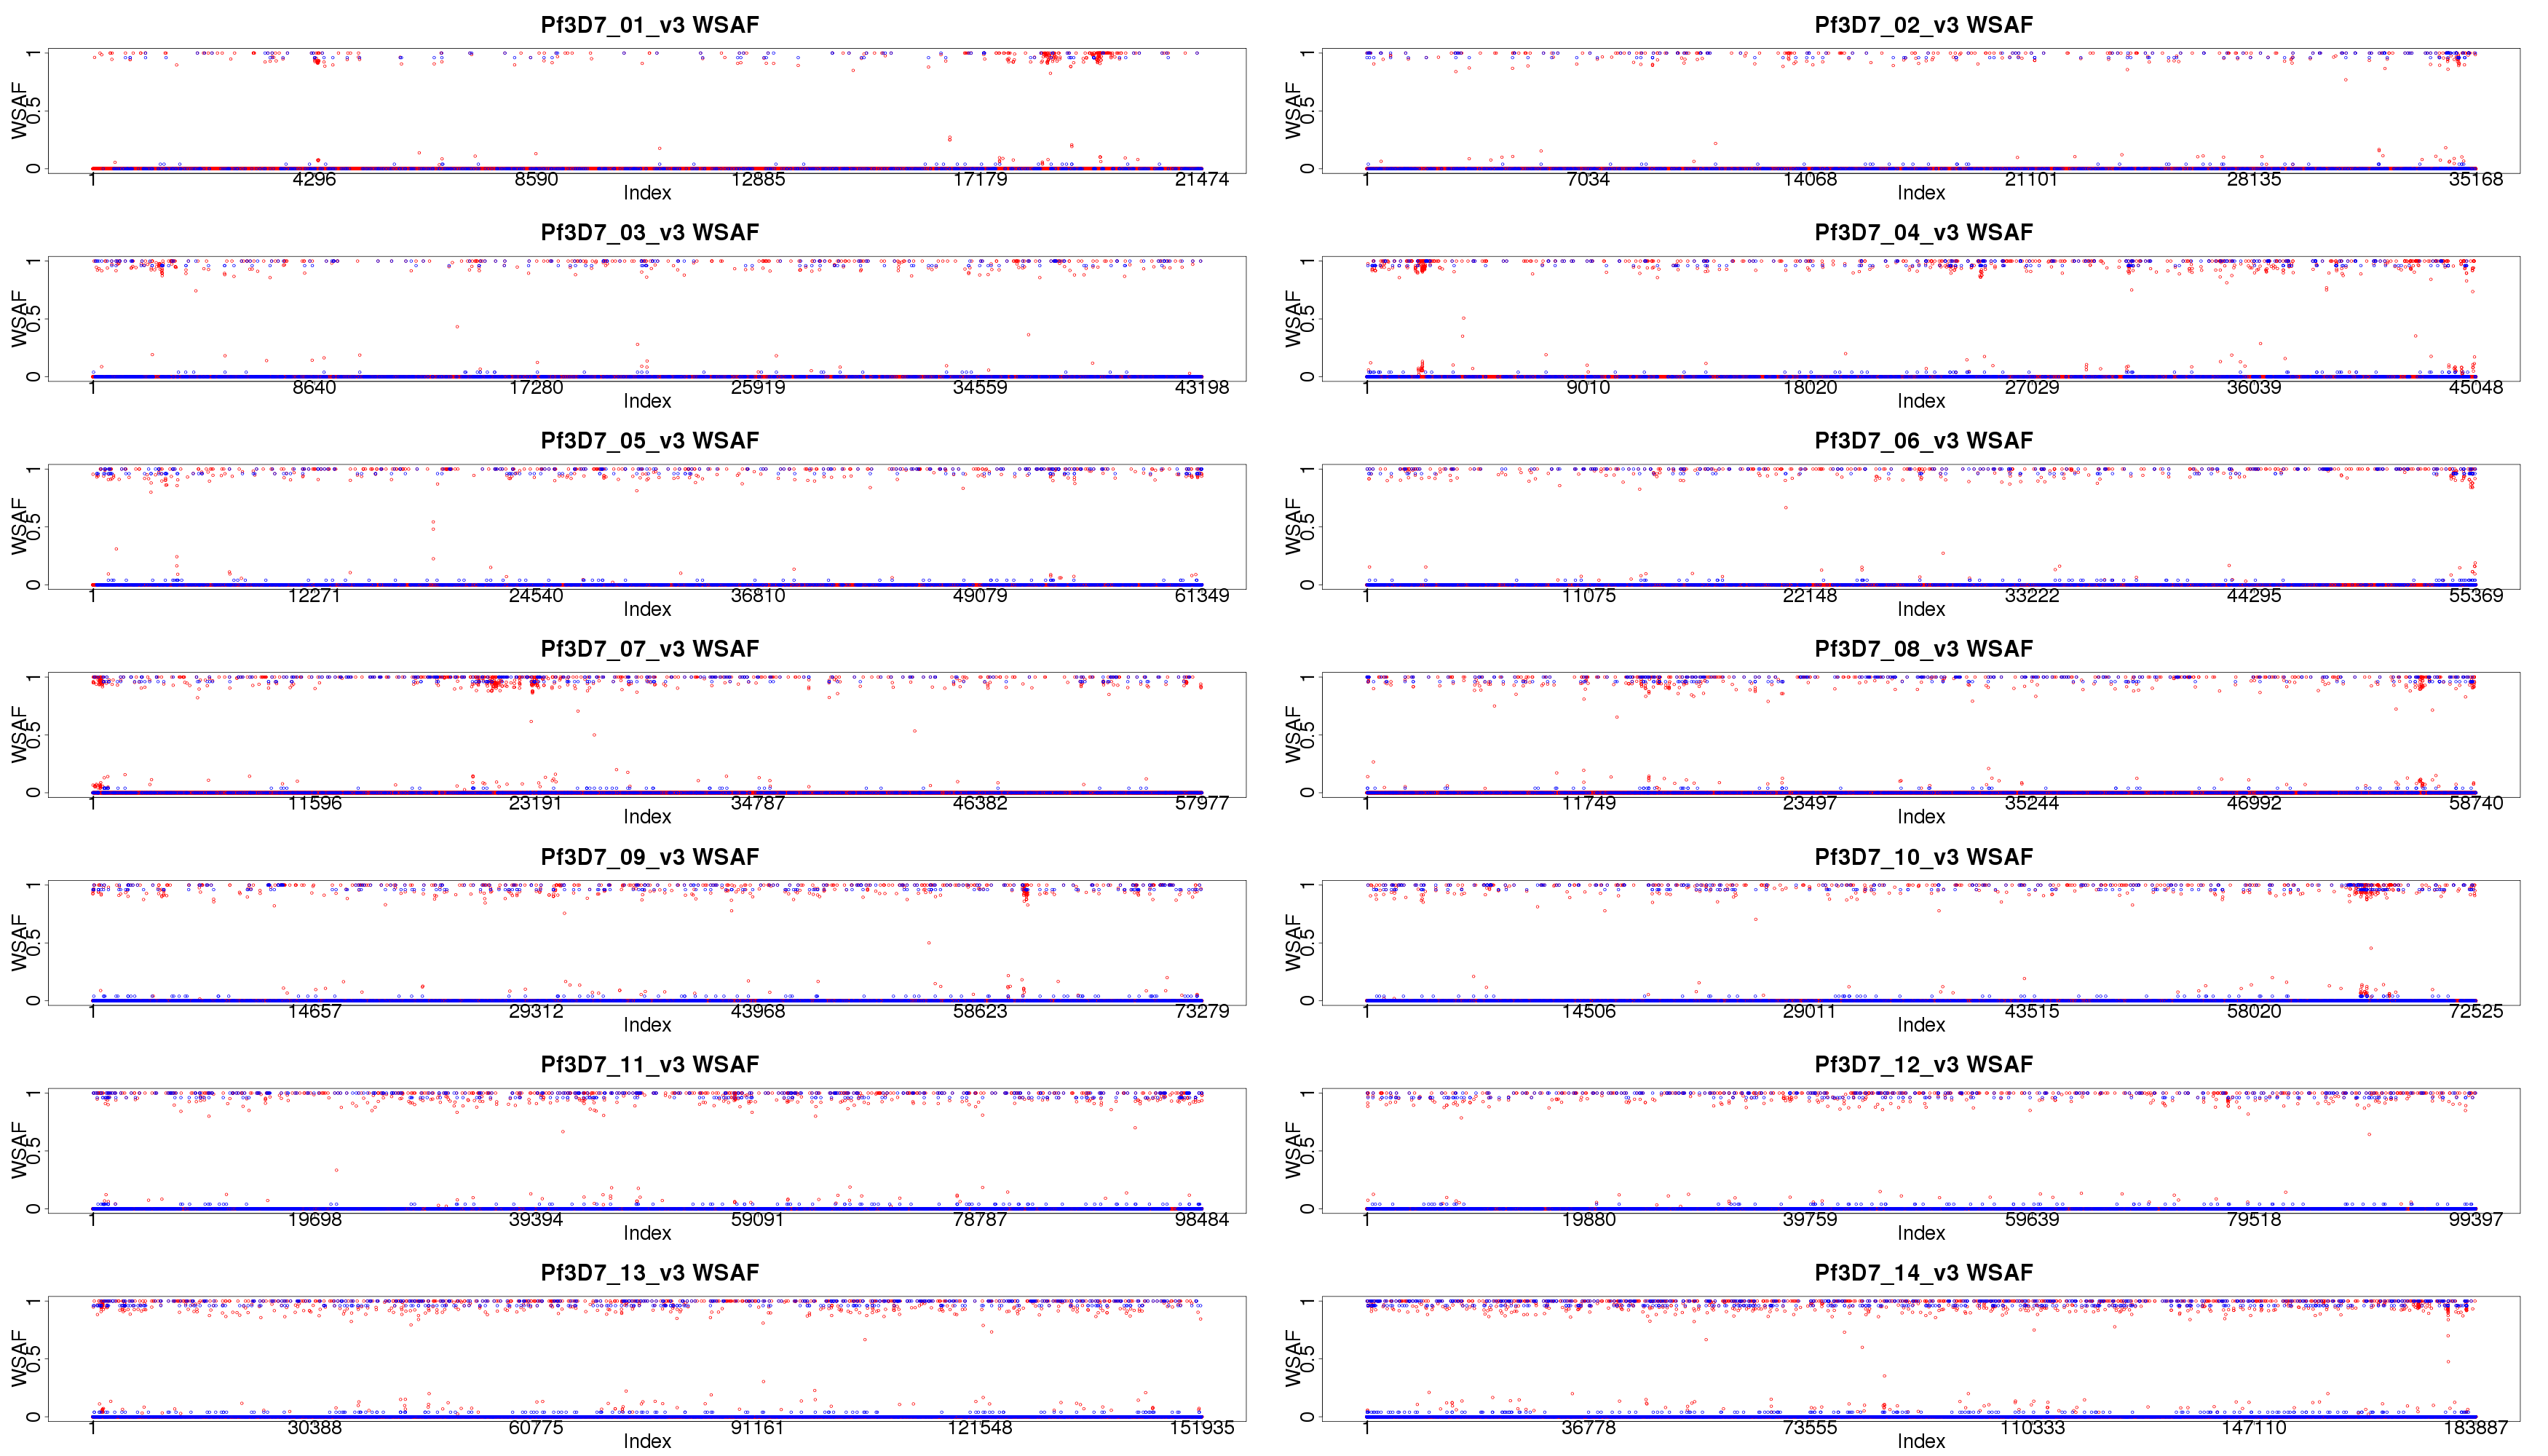 Pf3D7_01_v3 WSAF
WSAF
0 0.5 1
1 4296 8590 12885 17179 21474
Index
Pf3D7_02_v3 WSAF
WSAF
0 0.5 1
1 7034 14068 21101 28135 35168
Index
Pf3D7_03_v3 WSAF
WSAF
0 0.5 1
1 8640 17280 25919 34559 43198
Index
Pf3D7_04_v3 WSAF
WSAF
0 0.5 1
1 9010 18020 27029 36039 45048
Index
Pf3D7_05_v3 WSAF
WSAF
0 0.5 1
1 12271 24540 36810 49079 61349
Index
Pf3D7_06_v3 WSAF
WSAF
0 0.5 1
1 11075 22148 33222 44295 55369
Index
Pf3D7_07_v3 WSAF
WSAF
0 0.5 1
1 11596 23191 34787 46382 57977
Index
Pf3D7_08_v3 WSAF
WSAF
0 0.5 1
1 11749 23497 35244 46992 58740
Index
Pf3D7_09_v3 WSAF
WSAF
0 0.5 1
1 14657 29312 43968 58623 73279
Index
Pf3D7_10_v3 WSAF
WSAF
0 0.5 1
1 14506 29011 43515 58020 72525
Index
Pf3D7_11_v3 WSAF
WSAF
0 0.5 1
1 19698 39394 59091 78787 98484
Index
Pf3D7_12_v3 WSAF
WSAF
0 0.5 1
1 19880 39759 59639 79518 99397
Index
Pf3D7_13_v3 WSAF
WSAF
0 0.5 1
1 30388 60775 91161 121548 151935
Index
Pf3D7_14_v3 WSAF
WSAF
0 0.5 1
1 36778 73555 110333 147110 183887
Index